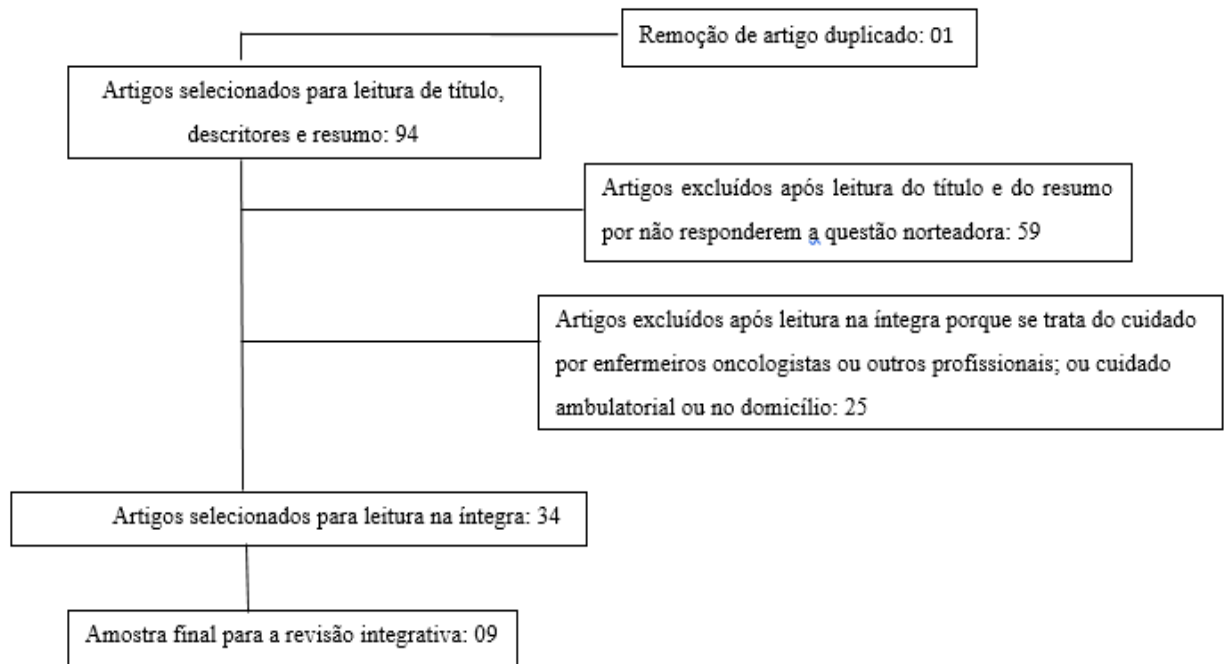 Remoção de artigo duplicado: 01
Artigos selecionados para leitura de título,
descritores e resumo: 94
Artigos excluídos após leitura do título e do resumo
por não responderem a questão norteadora: 59
Artigos excluídos após leitura na íntegra porque se trata do cuidado
por enfermeiros oncologistas ou outros profissionais; ou cuidado
ambulatorial ou no domicílio: 25
Artigos selecionados para leitura na íntegra: 34
Amostra final para a revisão integrativa: 09